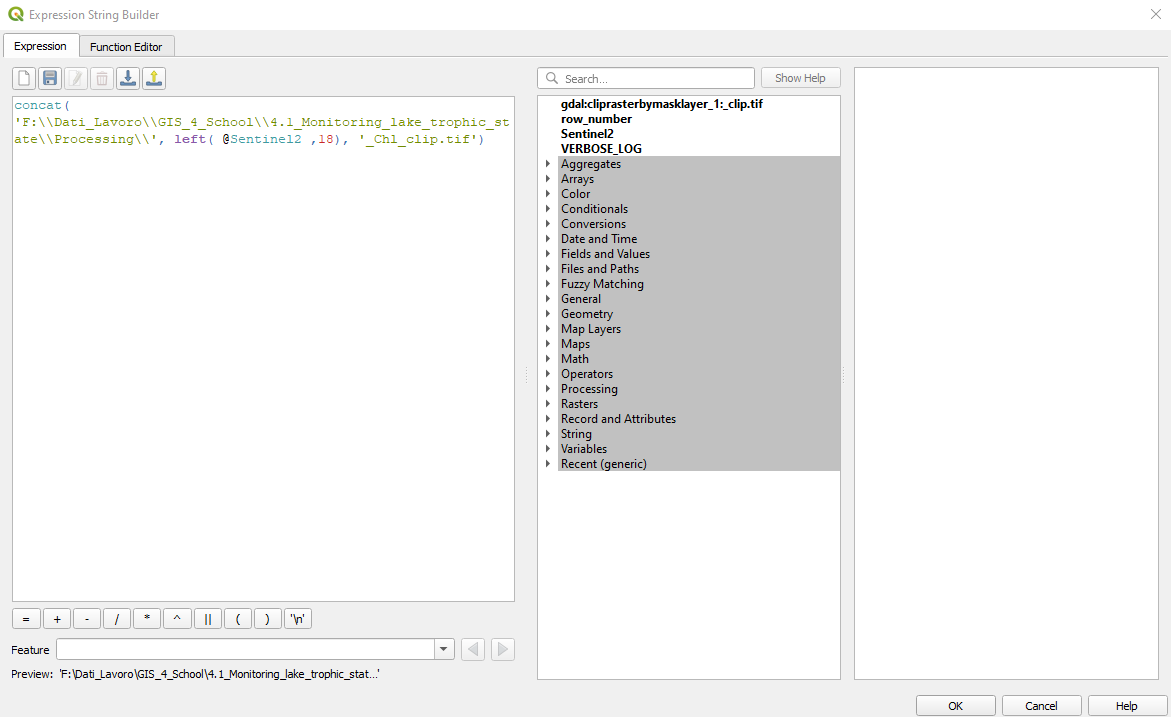 Expression String Builder
Expression
Function Editor
concat(
'F:\\Dati_Lavoro\\GIS_4_School\\4.1_Monitoring_lake_trophic_st
ate\\Processing\\', left( @Sentinel2 ,18), '_Chl_clip.tif')
= + - / * ^ || ( ) '\n'
Feature
Preview: 'F:\Dati_Lavoro\GIS_4_School\4.1_Monitoring_lake_trophic_stat...'
Search...
Show Help
gdal:cliprasterbymasklayer_1:_clip.tif
row_number
Sentinel2
VERBOSE_LOG
Aggregates
Arrays
Color
Conditionals
Conversions
Date and Time
Fields and Values
Files and Paths
Fuzzy Matching
General
Geometry
Map Layers
Maps
Math
Operators
Processing
Rasters
Record and Attributes
String
Variables
Recent (generic)
OK
Cancel
Help